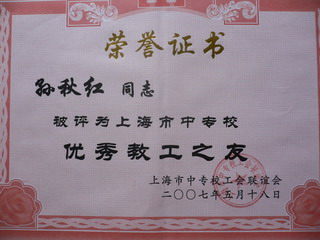 荣誉证书
孙秋红 同志
被评为上海市中专校
优秀教工之友
上海市中专校工会联谊会
二〇〇七年五月十八日